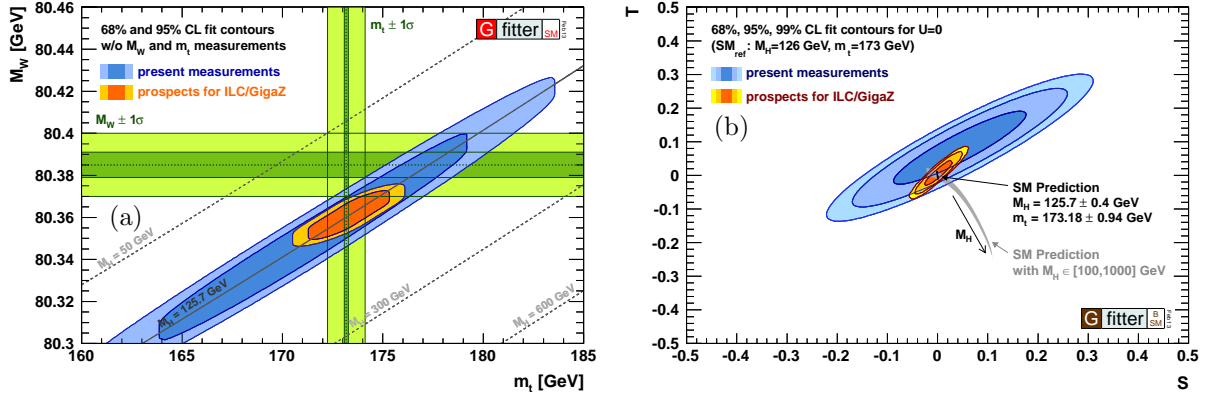 M_W [GeV]
80.46
80.44
80.42
80.4
80.38
80.36
80.34
80.32
80.3
68% and 95% CL fit contours
w/o M_W and m_t measurements
present measurements
prospects for ILC/GigaZ
m_t ± 1σ
G fitter SM
Feb 13
M_W ± 1σ
(a)
M_H = 50 GeV
M_H = 125.7 GeV
M_H = 300 GeV
M_H = 600 GeV
160 165 170 175 180 185
m_t [GeV]
T
0.5
0.4
0.3
0.2
0.1
0
-0.1
-0.2
-0.3
-0.4
-0.5
68%, 95%, 99% CL fit contours for U=0
(SM_ref: M_H=126 GeV, m_t=173 GeV)
present measurements
prospects for ILC/GigaZ
(b)
SM Prediction
M_H = 125.7 ± 0.4 GeV
m_t = 173.18 ± 0.94 GeV
M_H
SM Prediction
with M_H ∈ [100,1000] GeV
G fitter B SM
Feb 13
-0.5 -0.4 -0.3 -0.2 -0.1 0 0.1 0.2 0.3 0.4 0.5
S